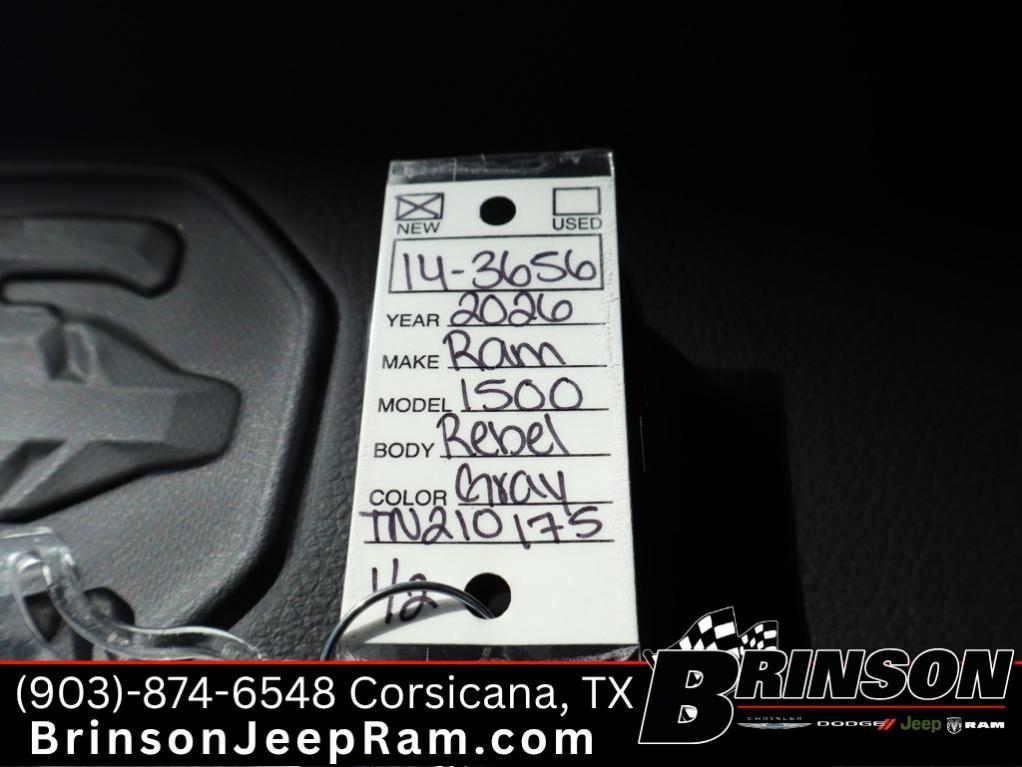 NEW USED
14-3656
YEAR 2026
MAKE Ram
MODEL 1500
BODY Rebel
COLOR Gray
TN210175
1/2
(903)-874-6548 Corsicana, TX
BrinsonJeepRam.com
BRINSON
CHRYSLER DODGE Jeep RAM